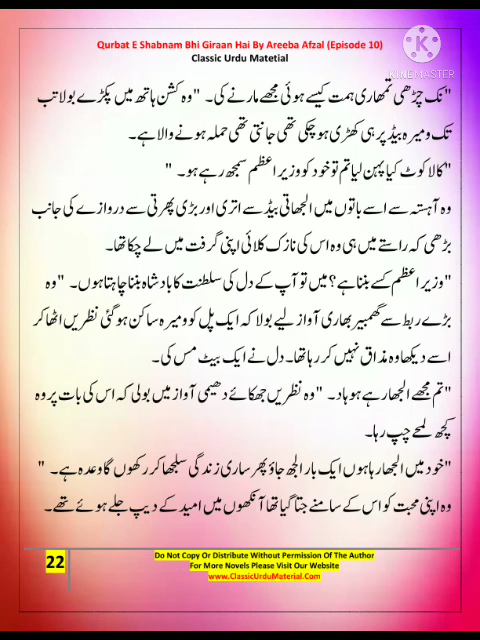 Qurbat E Shabnam Bhi Giraan Hai By Areeba Afzal (Episode 10)
Classic Urdu Matetial
K
KINEMASTER
"نک چڑھی تمھاری ہمت کیسے ہوئی مجھے مارنے کی۔ "وہ کشن ہاتھ میں پکڑے بولا تب
تک ومیرہ بیڈ پر ہی کھڑی ہو چکی تھی جانتی تھی حملہ ہونے والا ہے۔
"کالا کوٹ کیا پہن لیا تم تو خود کو وزیر اعظم سمجھ رہے ہو۔ "
وہ آہستہ سے اسے باتوں میں الجھاتی بیڈ سے اتری اور بڑی پھرتی سے دروازے کی جانب
بڑھی کہ راستے میں ہی وہ اس کی نازک کلائی اپنی گرفت میں لے چکا تھا۔
"وزیر اعظم کسے بننا ہے؟ میں تو آپ کے دل کی سلطنت کا بادشاہ بننا چاہتا ہوں۔ "وہ
بڑے ربط سے گھمبیر بھاری آواز لیے بولا کہ ایک پل کو ومیرہ ساکن ہو گئی نظریں اٹھا کر
اسے دیکھا وہ مذاق نہیں کر رہا تھا۔ دل نے ایک بیٹ مس کی۔
"تم مجھے الجھا رہے ہو ہاد۔ "وہ نظریں جھکائے دھیمی آواز میں بولی کہ اس کی بات پر وہ
کچھ لمحے چپ رہا۔
"خود میں الجھا رہا ہوں ایک بار الجھ جاؤ پھر ساری زندگی سلجھا کر رکھوں گا وعدہ ہے۔ "
وہ اپنی محبت کو اس کے سامنے جتا گیا تھا آنکھوں میں امید کے دیپ جلے ہوئے تھے۔
22
Do Not Copy Or Distribute Without Permission Of The Author
For More Novels Please Visit Our Website
www.ClassicUrduMaterial.Com